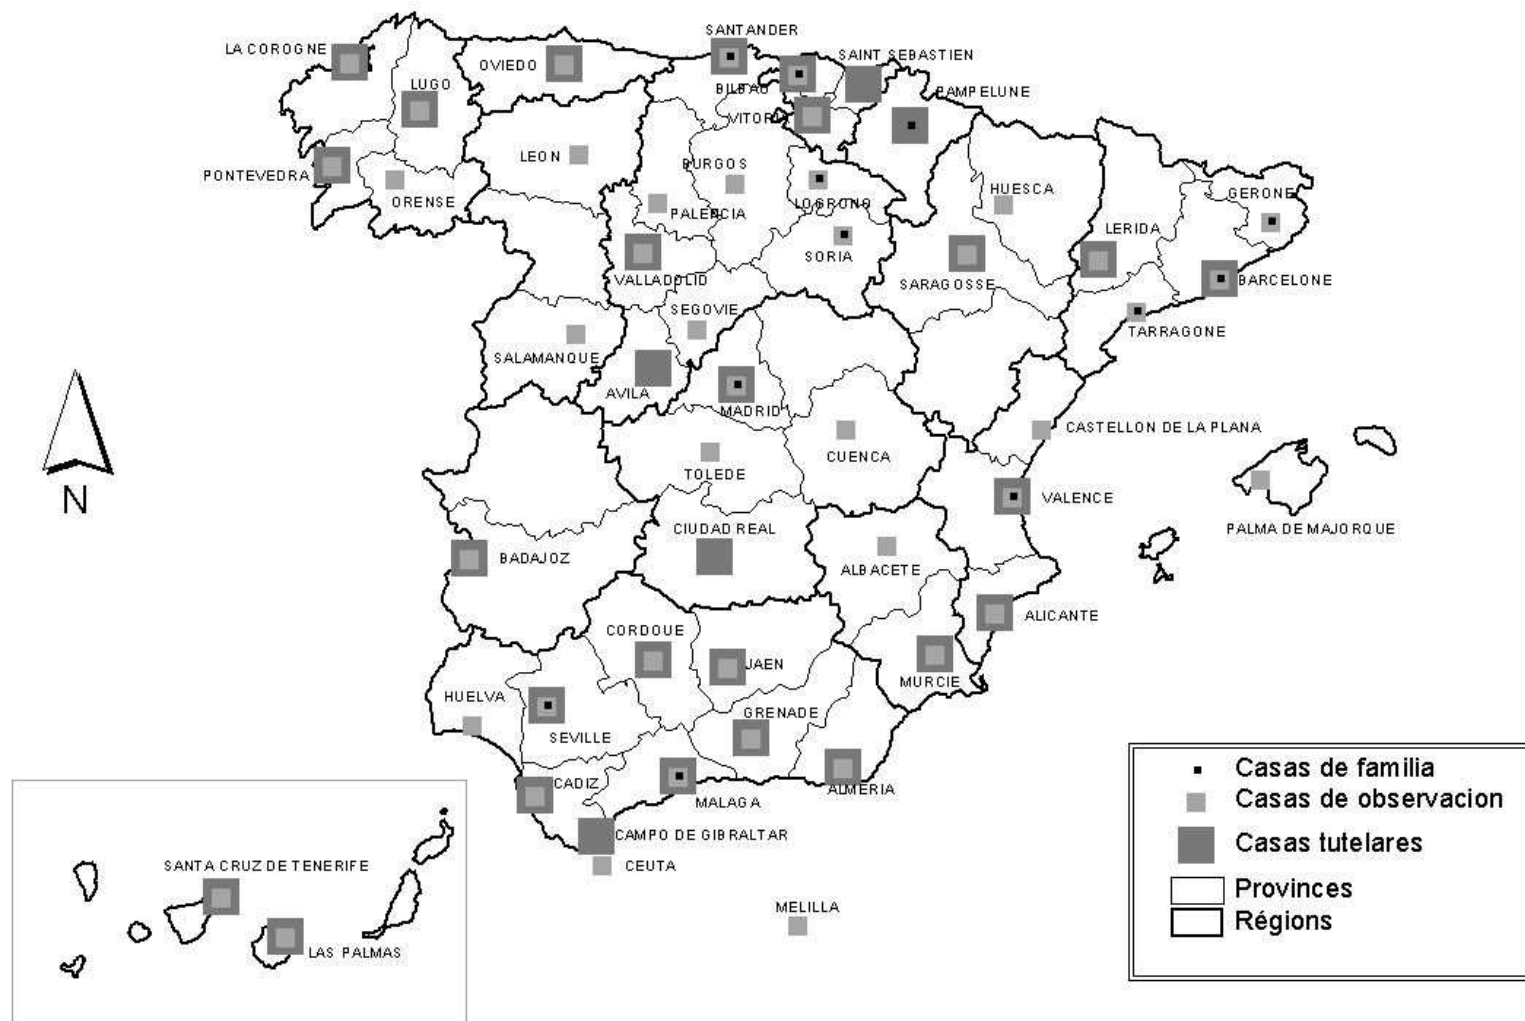 SANTANDER
LA COROGNE
SAINT SEBASTIEN
OVIEDO
LUGO
BILBAO
PAMPELUNE
VITORIA
LEON
BURGOS
PONTEVEDRA
HUESCA
GERONE
ORENSE
LOGRONO
PALENCIA
LERIDA
SORIA
VALLADOLID
SARAGOSSE
BARCELONE
SEGOVIE
TARRAGONE
SALAMANQUE
AVILA
MADRID
CASTELLON DE LA PLANA
CUENCA
TOLEDE
N
VALENCE
CIUDAD REAL
PALMA DE MAJORQUE
BADAJOZ
ALBACETE
ALICANTE
CORDOUE
JAEN
MURCIE
HUELVA
GRENADE
SEVILLE
CADIZ
ALMERIA
MALAGA
CAMPO DE GIBRALTAR
CEUTA
SANTA CRUZ DE TENERIFE
MELILLA
LAS PALMAS
Casas de familia
Casas de observacion
Casas tutelares
Provinces
Régions